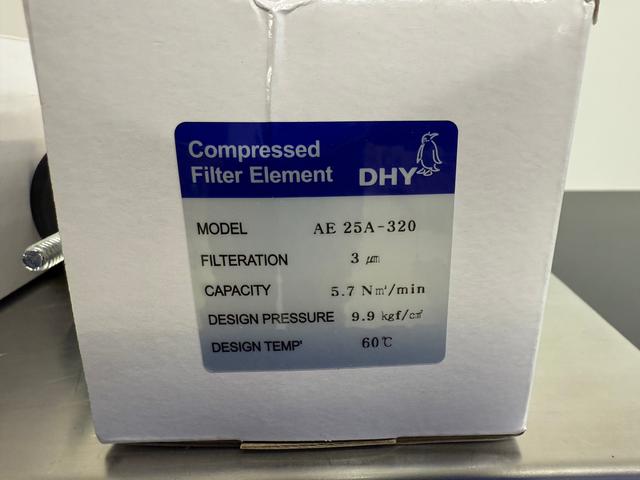 Compressed
Filter Element DHY
MODEL AE 25A-320
FILTERATION 3 ㎛
CAPACITY 5.7 N㎥/min
DESIGN PRESSURE 9.9 kgf/㎠
DESIGN TEMP' 60℃